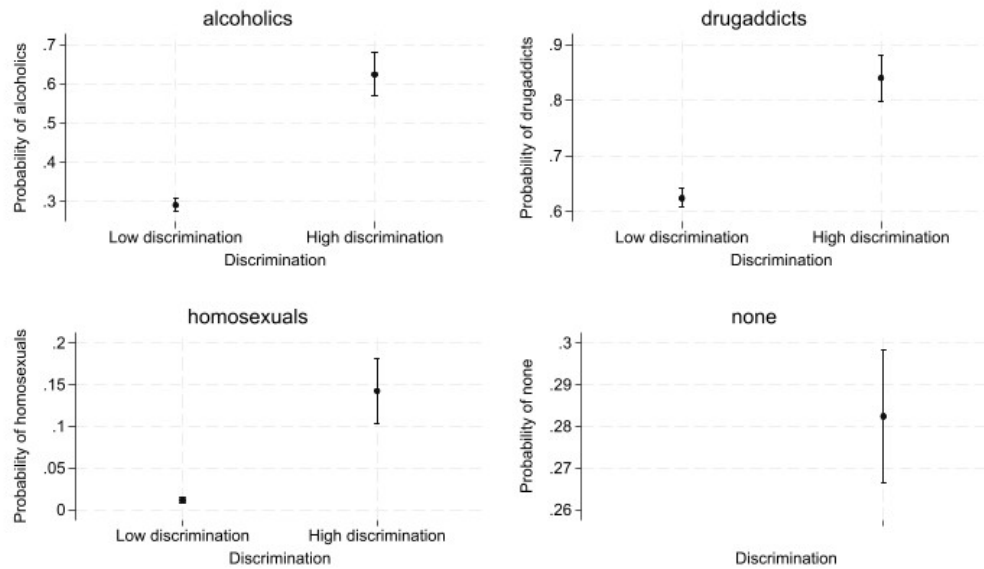 alcoholics
Probability of alcoholics
.7
.6
.5
.4
.3
Low discrimination High discrimination
Discrimination
drugaddicts
Probability of drugaddicts
.9
.8
.7
.6
Low discrimination High discrimination
Discrimination
homosexuals
Probability of homosexuals
.2
.15
.1
.05
0
Low discrimination High discrimination
Discrimination
none
Probability of none
.3
.29
.28
.27
.26
Discrimination